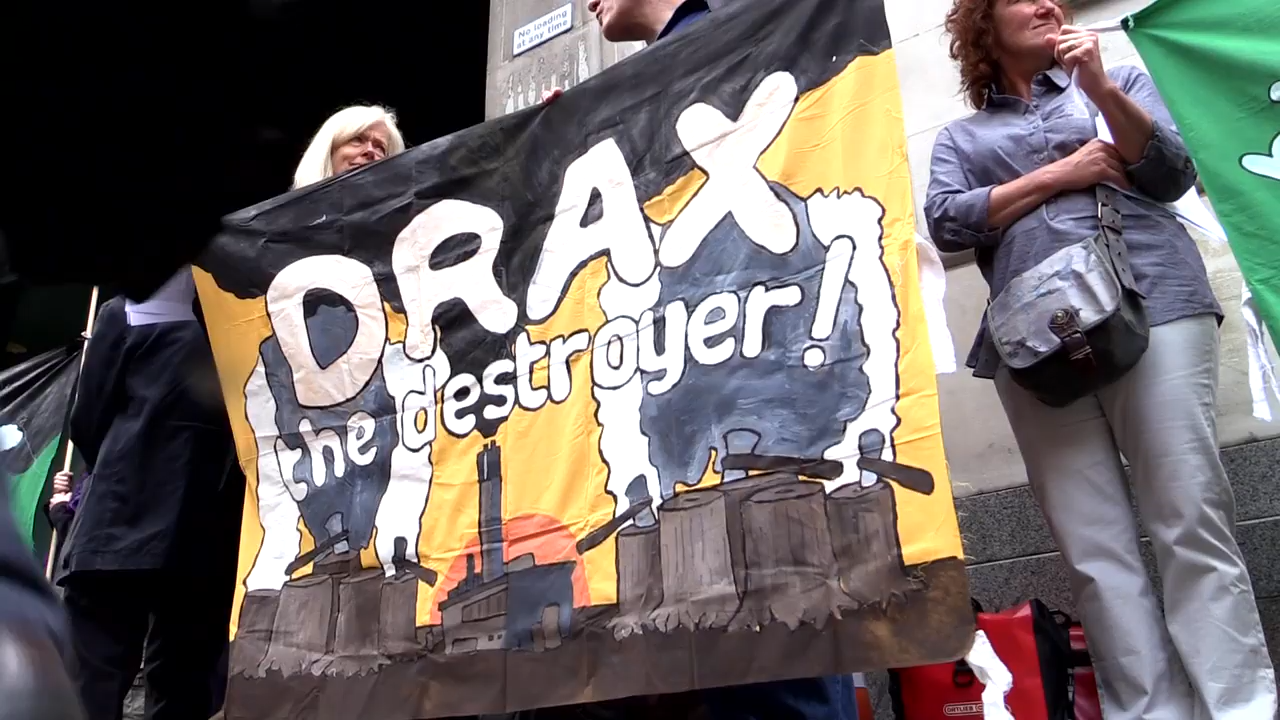 No loading
at any time
DRAX
the destroyer!
ORTLIEB